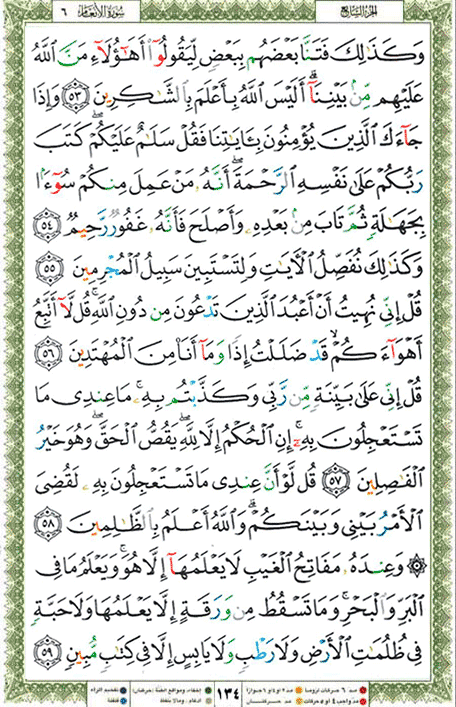 الجزء السابع
سورة الأنعام ٦
وَكَذَٰلِكَ فَتَنَّا بَعْضَهُم بِبَعْضٍ لِّيَقُولُوٓا۟ أَهَٰٓؤُلَآءِ مَنَّ ٱللَّهُ
عَلَيْهِم مِّنۢ بَيْنِنَآ ۗ أَلَيْسَ ٱللَّهُ بِأَعْلَمَ بِٱلشَّٰكِرِينَ ٥٣ وَإِذَا
جَآءَكَ ٱلَّذِينَ يُؤْمِنُونَ بِـَٔايَٰتِنَا فَقُلْ سَلَٰمٌ عَلَيْكُمْ ۖ كَتَبَ
رَبُّكُمْ عَلَىٰ نَفْسِهِ ٱلرَّحْمَةَ ۖ أَنَّهُۥ مَنْ عَمِلَ مِنكُمْ سُوٓءًۢا
بِجَهَٰلَةٍ ثُمَّ تَابَ مِنۢ بَعْدِهِۦ وَأَصْلَحَ فَأَنَّهُۥ غَفُورٌ رَّحِيمٌ ٥٤
وَكَذَٰلِكَ نُفَصِّلُ ٱلْءَايَٰتِ وَلِتَسْتَبِينَ سَبِيلُ ٱلْمُجْرِمِينَ ٥٥
قُلْ إِنِّى نُهِيتُ أَنْ أَعْبُدَ ٱلَّذِينَ تَدْعُونَ مِن دُونِ ٱللَّهِ ۚ قُل لَّآ أَتَّبِعُ
أَهْوَآءَكُمْ ۙ قَدْ ضَلَلْتُ إِذًا وَمَآ أَنَا۠ مِنَ ٱلْمُهْتَدِينَ ٥٦
قُلْ إِنِّى عَلَىٰ بَيِّنَةٍ مِّن رَّبِّى وَكَذَّبْتُم بِهِۦ ۚ مَا عِندِى مَا
تَسْتَعْجِلُونَ بِهِۦٓ ۚ إِنِ ٱلْحُكْمُ إِلَّا لِلَّهِ ۖ يَقُصُّ ٱلْحَقَّ ۖ وَهُوَ خَيْرُ
ٱلْفَٰصِلِينَ ٥٧ قُل لَّوْ أَنَّ عِندِى مَا تَسْتَعْجِلُونَ بِهِۦ لَقُضِىَ
ٱلْأَمْرُ بَيْنِى وَبَيْنَكُمْ ۗ وَٱللَّهُ أَعْلَمُ بِٱلظَّٰلِمِينَ ٥٨
۞ وَعِندَهُۥ مَفَاتِحُ ٱلْغَيْبِ لَا يَعْلَمُهَآ إِلَّا هُوَ ۚ وَيَعْلَمُ مَا فِى
ٱلْبَرِّ وَٱلْبَحْرِ ۚ وَمَا تَسْقُطُ مِن وَرَقَةٍ إِلَّا يَعْلَمُهَا وَلَا حَبَّةٍ
فِى ظُلُمَٰتِ ٱلْأَرْضِ وَلَا رَطْبٍ وَلَا يَابِسٍ إِلَّا فِى كِتَٰبٍ مُّبِينٍ ٥٩
١٣٤